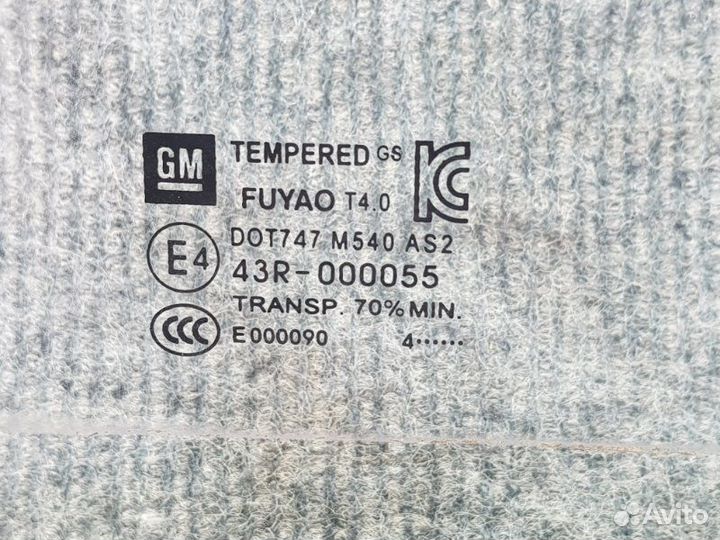 GM TEMPERED GS
FUYAO T4.0
KC
E4 DOT747 M540 AS2
43R-000055
TRANSP. 70% MIN.
CCC E000090 4······
Avito